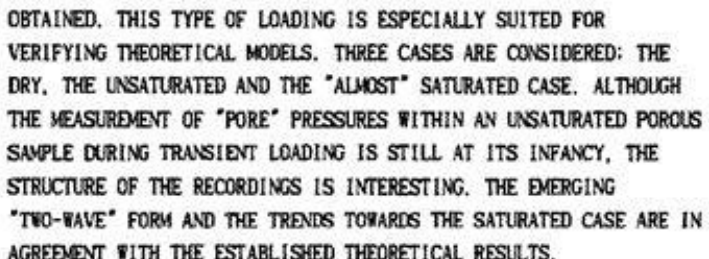 OBTAINED. THIS TYPE OF LOADING IS ESPECIALLY SUITED FOR
VERIFYING THEORETICAL MODELS. THREE CASES ARE CONSIDERED: THE
DRY, THE UNSATURATED AND THE "ALMOST" SATURATED CASE. ALTHOUGH
THE MEASUREMENT OF "PORE" PRESSURES WITHIN AN UNSATURATED POROUS
SAMPLE DURING TRANSIENT LOADING IS STILL AT ITS INFANCY, THE
STRUCTURE OF THE RECORDINGS IS INTERESTING. THE EMERGING
"TWO-WAVE" FORM AND THE TRENDS TOWARDS THE SATURATED CASE ARE IN
AGREEMENT WITH THE ESTABLISHED THEORETICAL RESULTS.